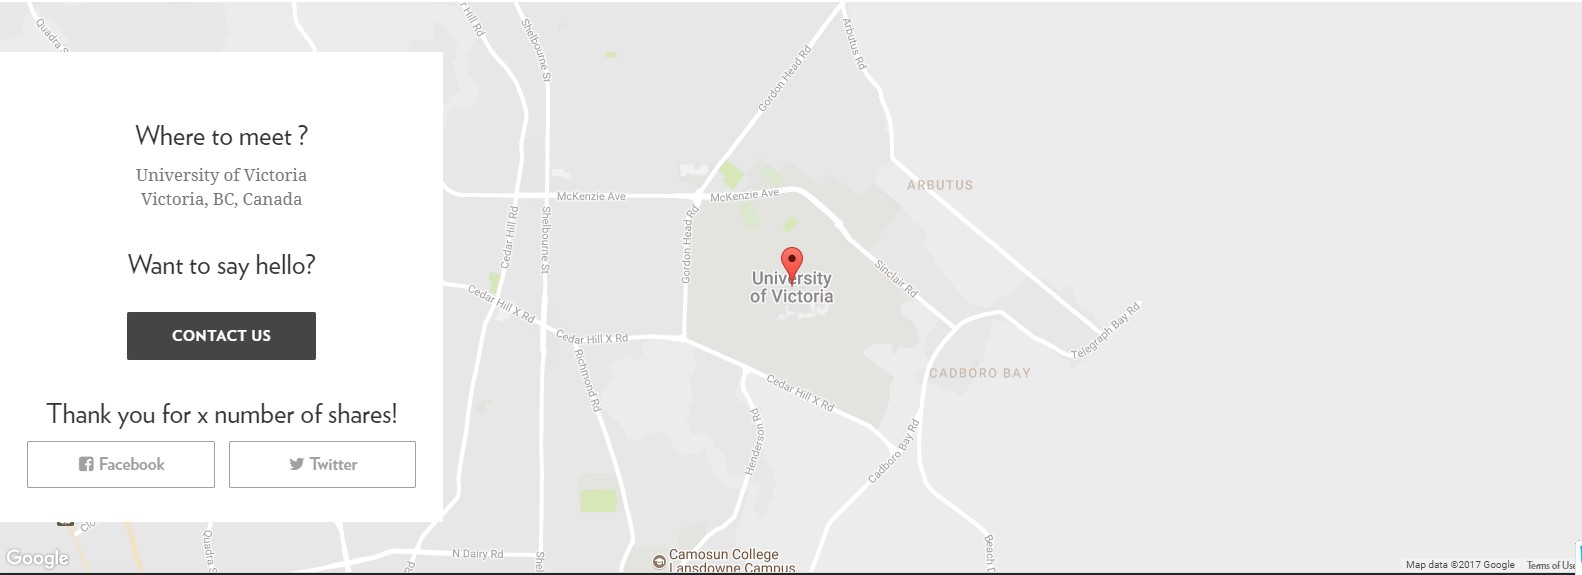 Quadra S
r Hill Rd
Shelbourne St
Gordon Head Rd
Arbutus Rd
Where to meet ?
University of Victoria
Victoria, BC, Canada
Want to say hello?
CONTACT US
Thank you for x number of shares!
Facebook
Twitter
McKenzie Ave
McKenzie Ave
ARBUTUS
Cedar Hill Rd
Shelbourne St
Gordon Head Rd
University
of Victoria
Sinclair Rd
Cedar Hill X Rd
Cedar Hill X Rd
Telegraph Bay Rd
Richmond Rd
Cedar Hill X Rd
CADBORO BAY
Henderson Rd
Cadboro Bay Rd
Clo
Quadra S
Google
Rd
N Dairy Rd
Shel
Camosun College
Lansdowne Campus
Beach D
Map data ©2017 Google
Terms of Use